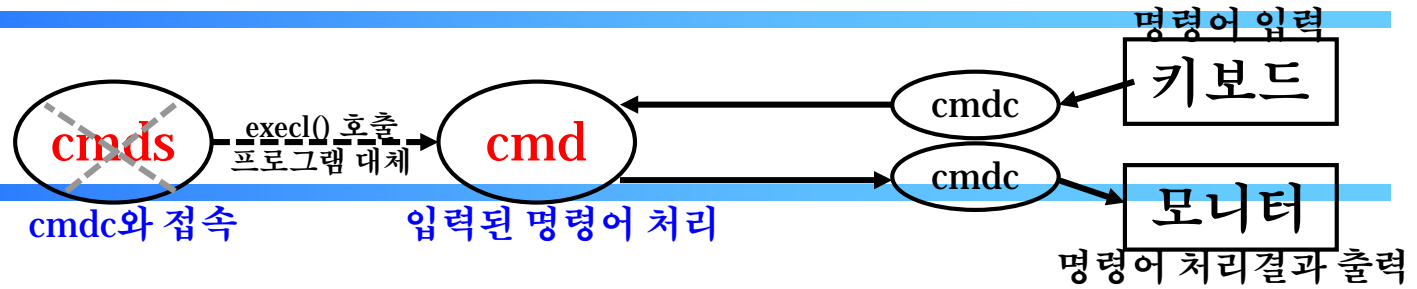 명령어 입력
키보드
cmdc
cmds
execl() 호출
프로그램 대체
cmd
cmdc
모니터
cmdc와 접속
입력된 명령어 처리
명령어 처리결과 출력